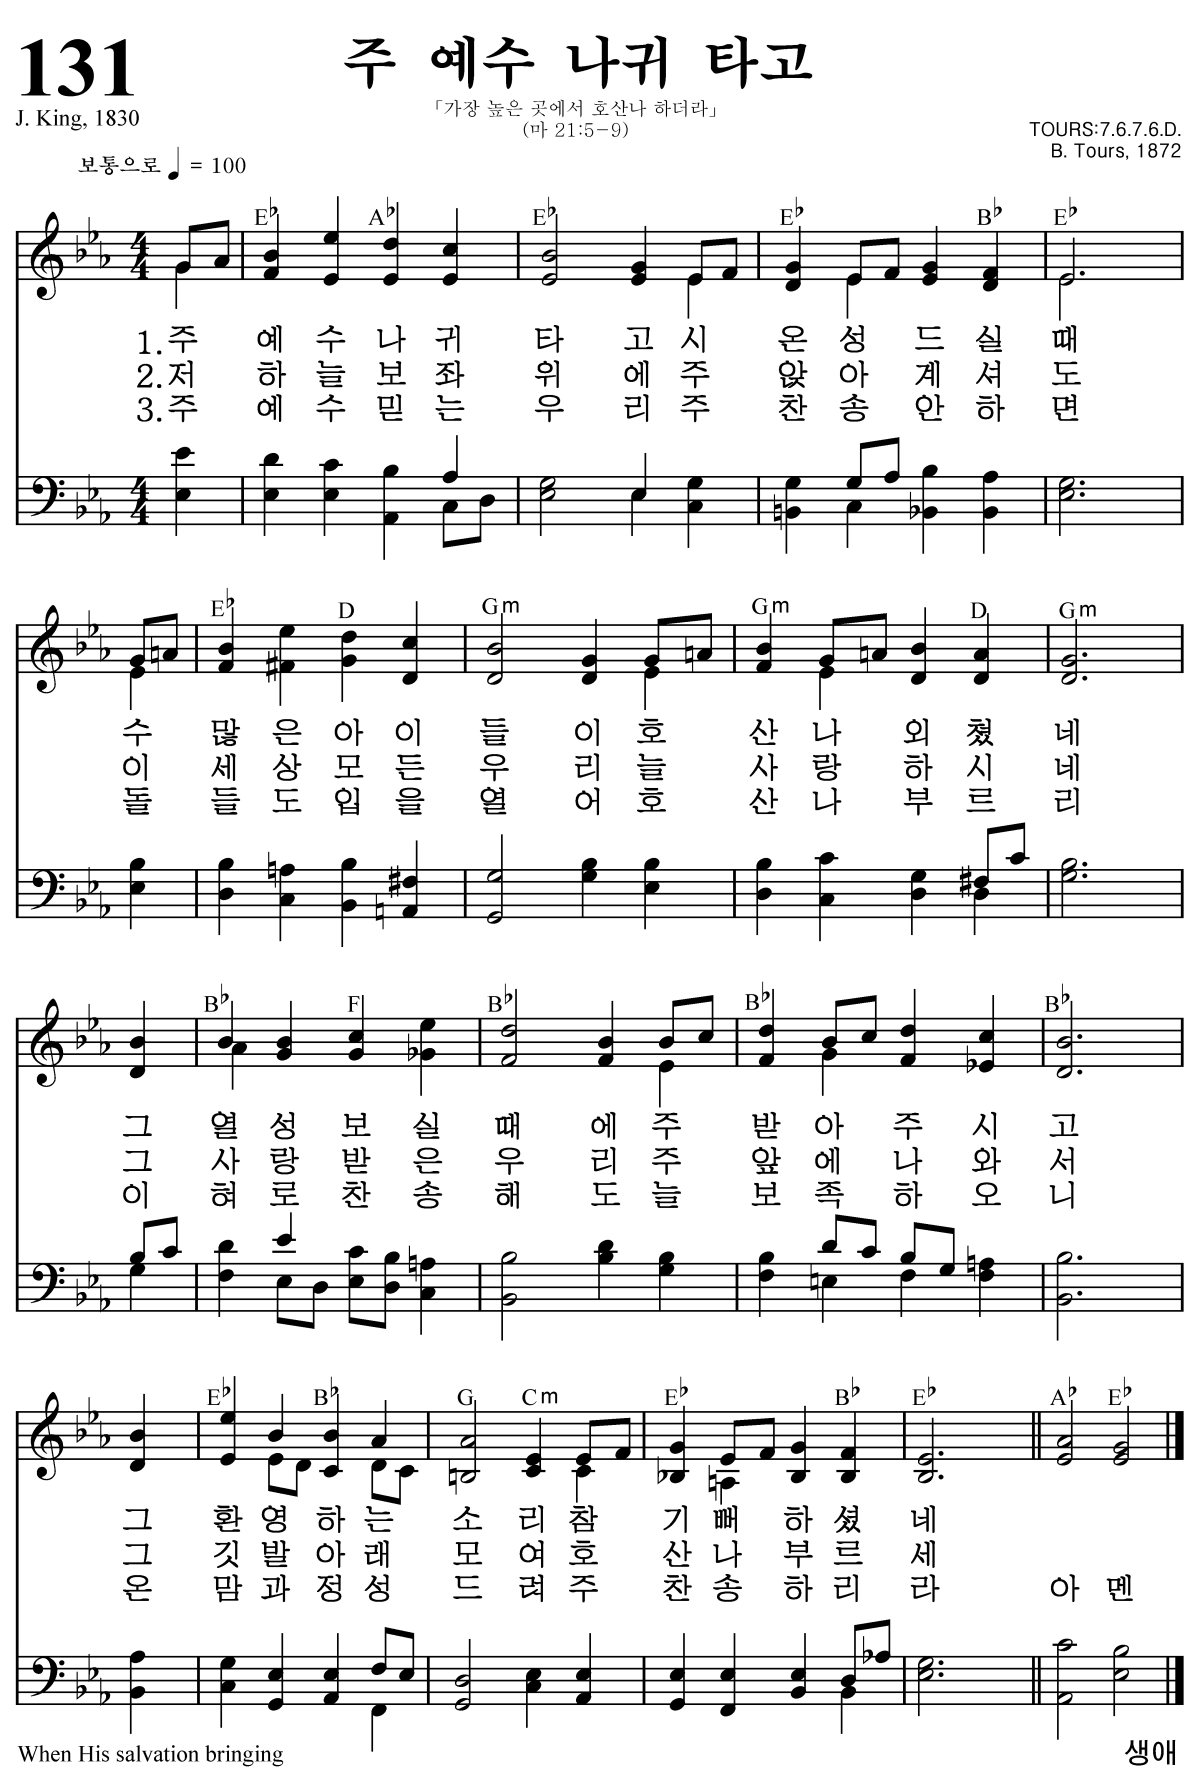 131
주 예수 나귀 타고
「가장 높은 곳에서 호산나 하더라」
(마 21:5-9)
J. King, 1830
TOURS:7.6.7.6.D.
B. Tours, 1872
보통으로 ♩ = 100
E♭ A♭ E♭ E♭ B♭ E♭
1.주 예 수 나 귀 타 고 시 온 성 드 실 때
2.저 하 늘 보 좌 위 에 주 앉 아 계 셔 도
3.주 예 수 믿 는 우 리 주 찬 송 안 하 면
E♭ D Gm Gm D Gm
수 많 은 아 이 들 이 호 산 나 외 쳤 네
이 세 상 모 든 우 리 늘 사 랑 하 시 네
돌 들 도 입 을 열 어 호 산 나 부 르 리
B♭ F B♭ B♭ B♭
그 열 성 보 실 때 에 주 받 아 주 시 고
그 사 랑 받 은 우 리 주 앞 에 나 와 서
이 혀 로 찬 송 해 도 늘 보 족 하 오 니
E♭ B♭ G Cm E♭ B♭ E♭ A♭ E♭
그 환 영 하 는 소 리 참 기 뻐 하 셨 네
그 깃 발 아 래 모 여 호 산 나 부 르 세
온 맘 과 정 성 드 려 주 찬 송 하 리 라 아 멘
When His salvation bringing
생애